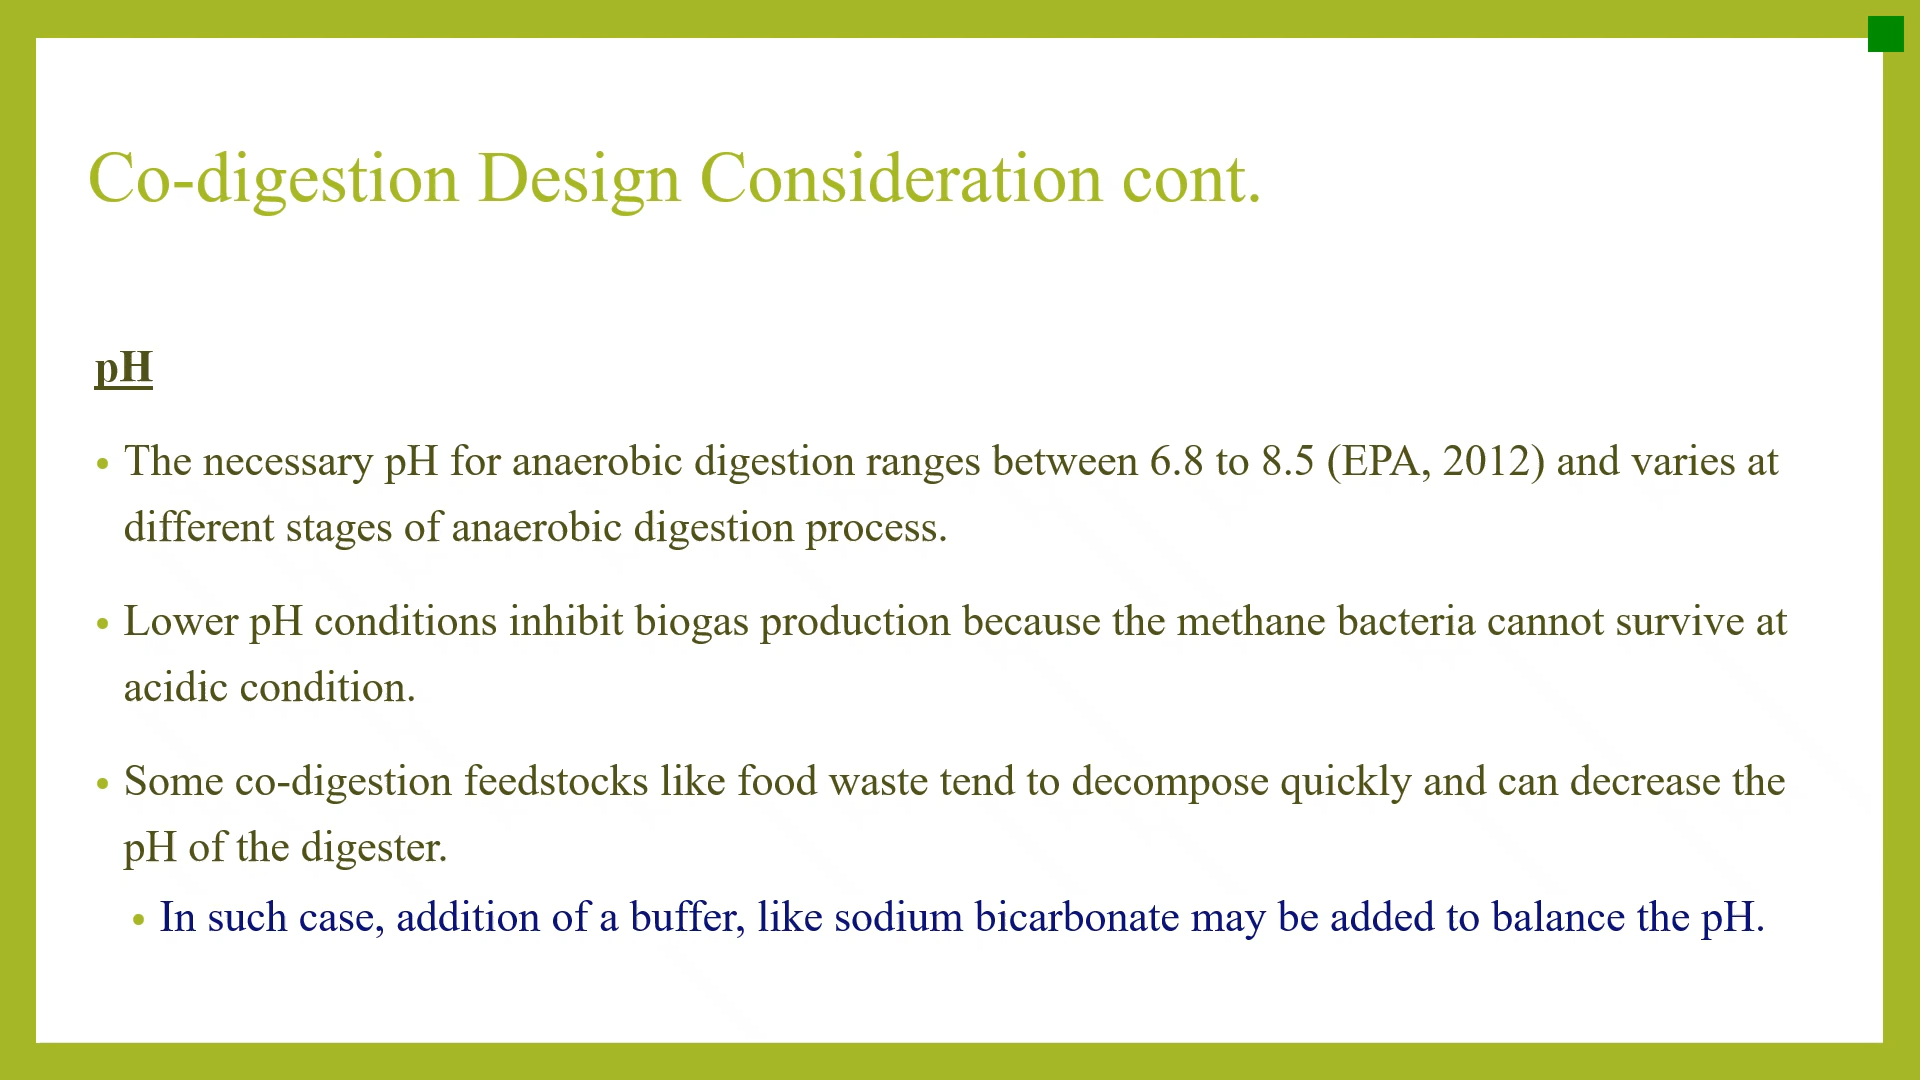 Co-digestion Design Consideration cont.
pH
• The necessary pH for anaerobic digestion ranges between 6.8 to 8.5 (EPA, 2012) and varies at
different stages of anaerobic digestion process.
• Lower pH conditions inhibit biogas production because the methane bacteria cannot survive at
acidic condition.
• Some co-digestion feedstocks like food waste tend to decompose quickly and can decrease the
pH of the digester.
• In such case, addition of a buffer, like sodium bicarbonate may be added to balance the pH.